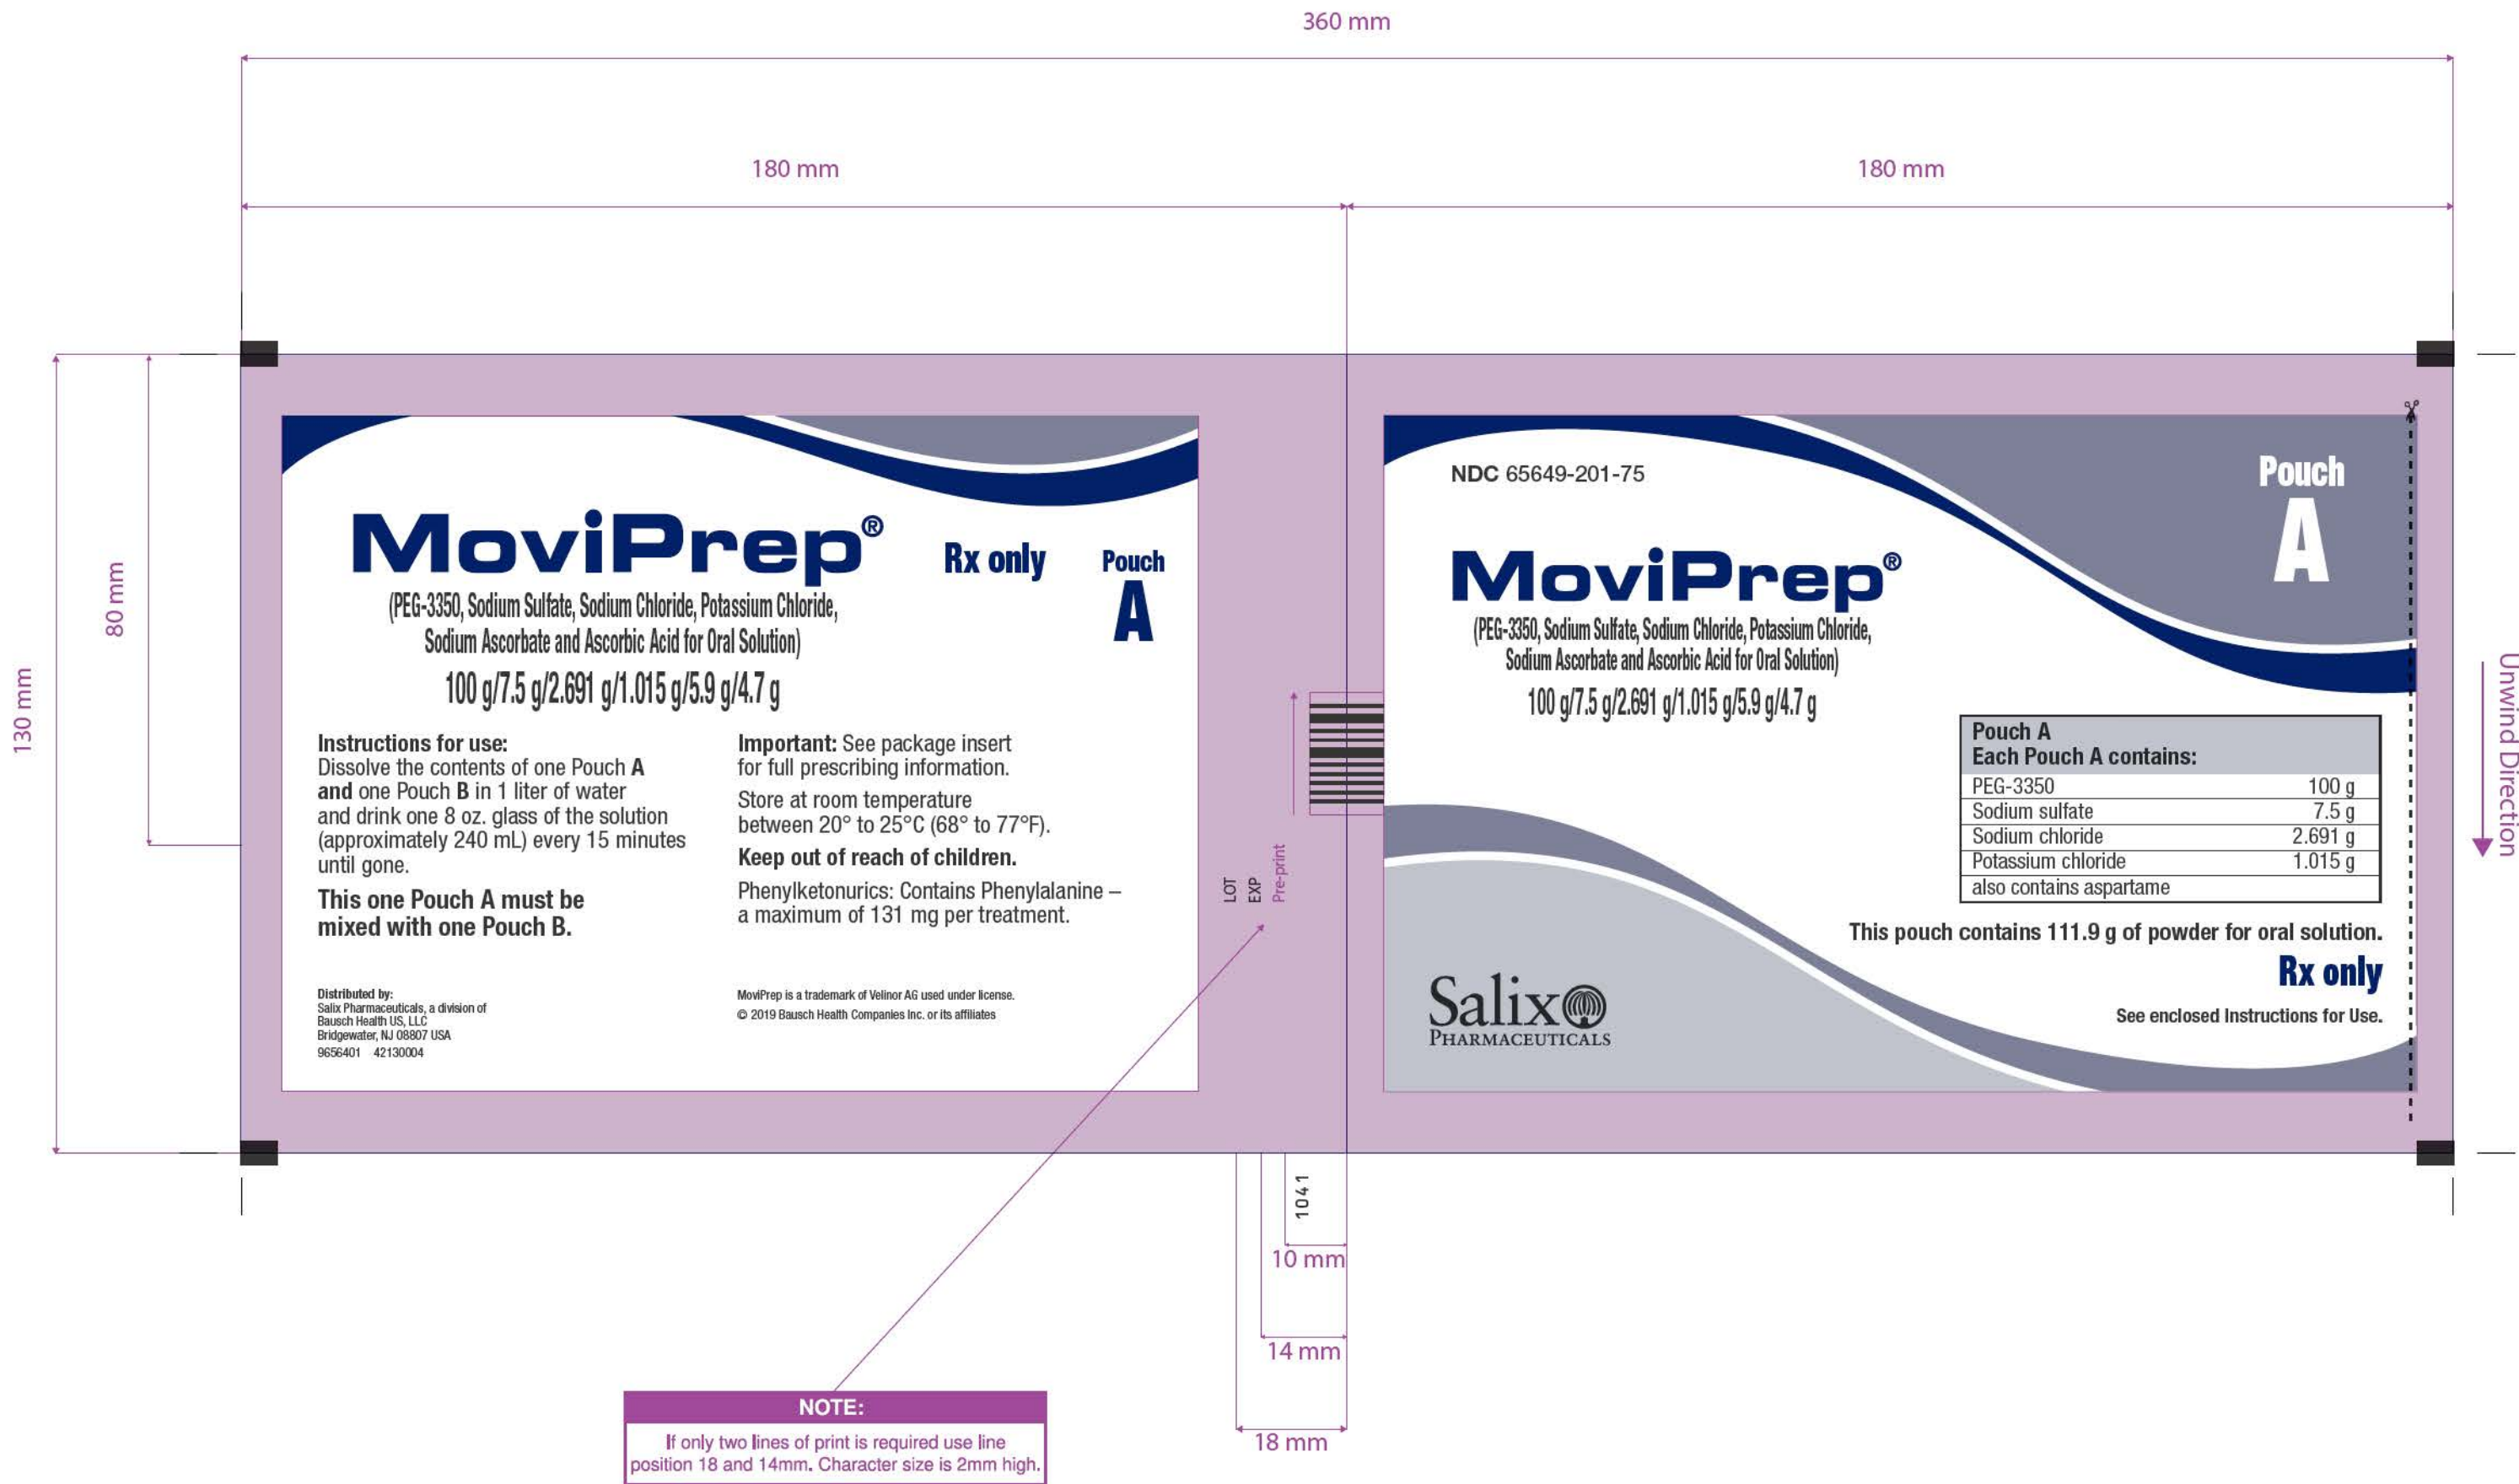 360 mm
180 mm
180 mm
80 mm
130 mm
MoviPrep®
Rx only
Pouch
A
(PEG-3350, Sodium Sulfate, Sodium Chloride, Potassium Chloride,
Sodium Ascorbate and Ascorbic Acid for Oral Solution)
100 g/7.5 g/2.691 g/1.015 g/5.9 g/4.7 g
Instructions for use:
Dissolve the contents of one Pouch A
and one Pouch B in 1 liter of water
and drink one 8 oz. glass of the solution
(approximately 240 mL) every 15 minutes
until gone.
This one Pouch A must be
mixed with one Pouch B.
Distributed by:
Salix Pharmaceuticals, a division of
Bausch Health US, LLC
Bridgewater, NJ 08807 USA
9656401 42130004
Important: See package insert
for full prescribing information.
Store at room temperature
between 20° to 25°C (68° to 77°F).
Keep out of reach of children.
Phenylketonurics: Contains Phenylalanine –
a maximum of 131 mg per treatment.
MoviPrep is a trademark of Velinor AG used under license.
© 2019 Bausch Health Companies Inc. or its affiliates
LOT
EXP
Pre-print
NDC 65649-201-75
Pouch
A
MoviPrep®
(PEG-3350, Sodium Sulfate, Sodium Chloride, Potassium Chloride,
Sodium Ascorbate and Ascorbic Acid for Oral Solution)
100 g/7.5 g/2.691 g/1.015 g/5.9 g/4.7 g
Pouch A
Each Pouch A contains:
PEG-3350 100 g
Sodium sulfate 7.5 g
Sodium chloride 2.691 g
Potassium chloride 1.015 g
also contains aspartame
This pouch contains 111.9 g of powder for oral solution.
Rx only
See enclosed Instructions for Use.
Salix
PHARMACEUTICALS
Unwind Direction
1041
10 mm
14 mm
18 mm
NOTE:
If only two lines of print is required use line
position 18 and 14mm. Character size is 2mm high.